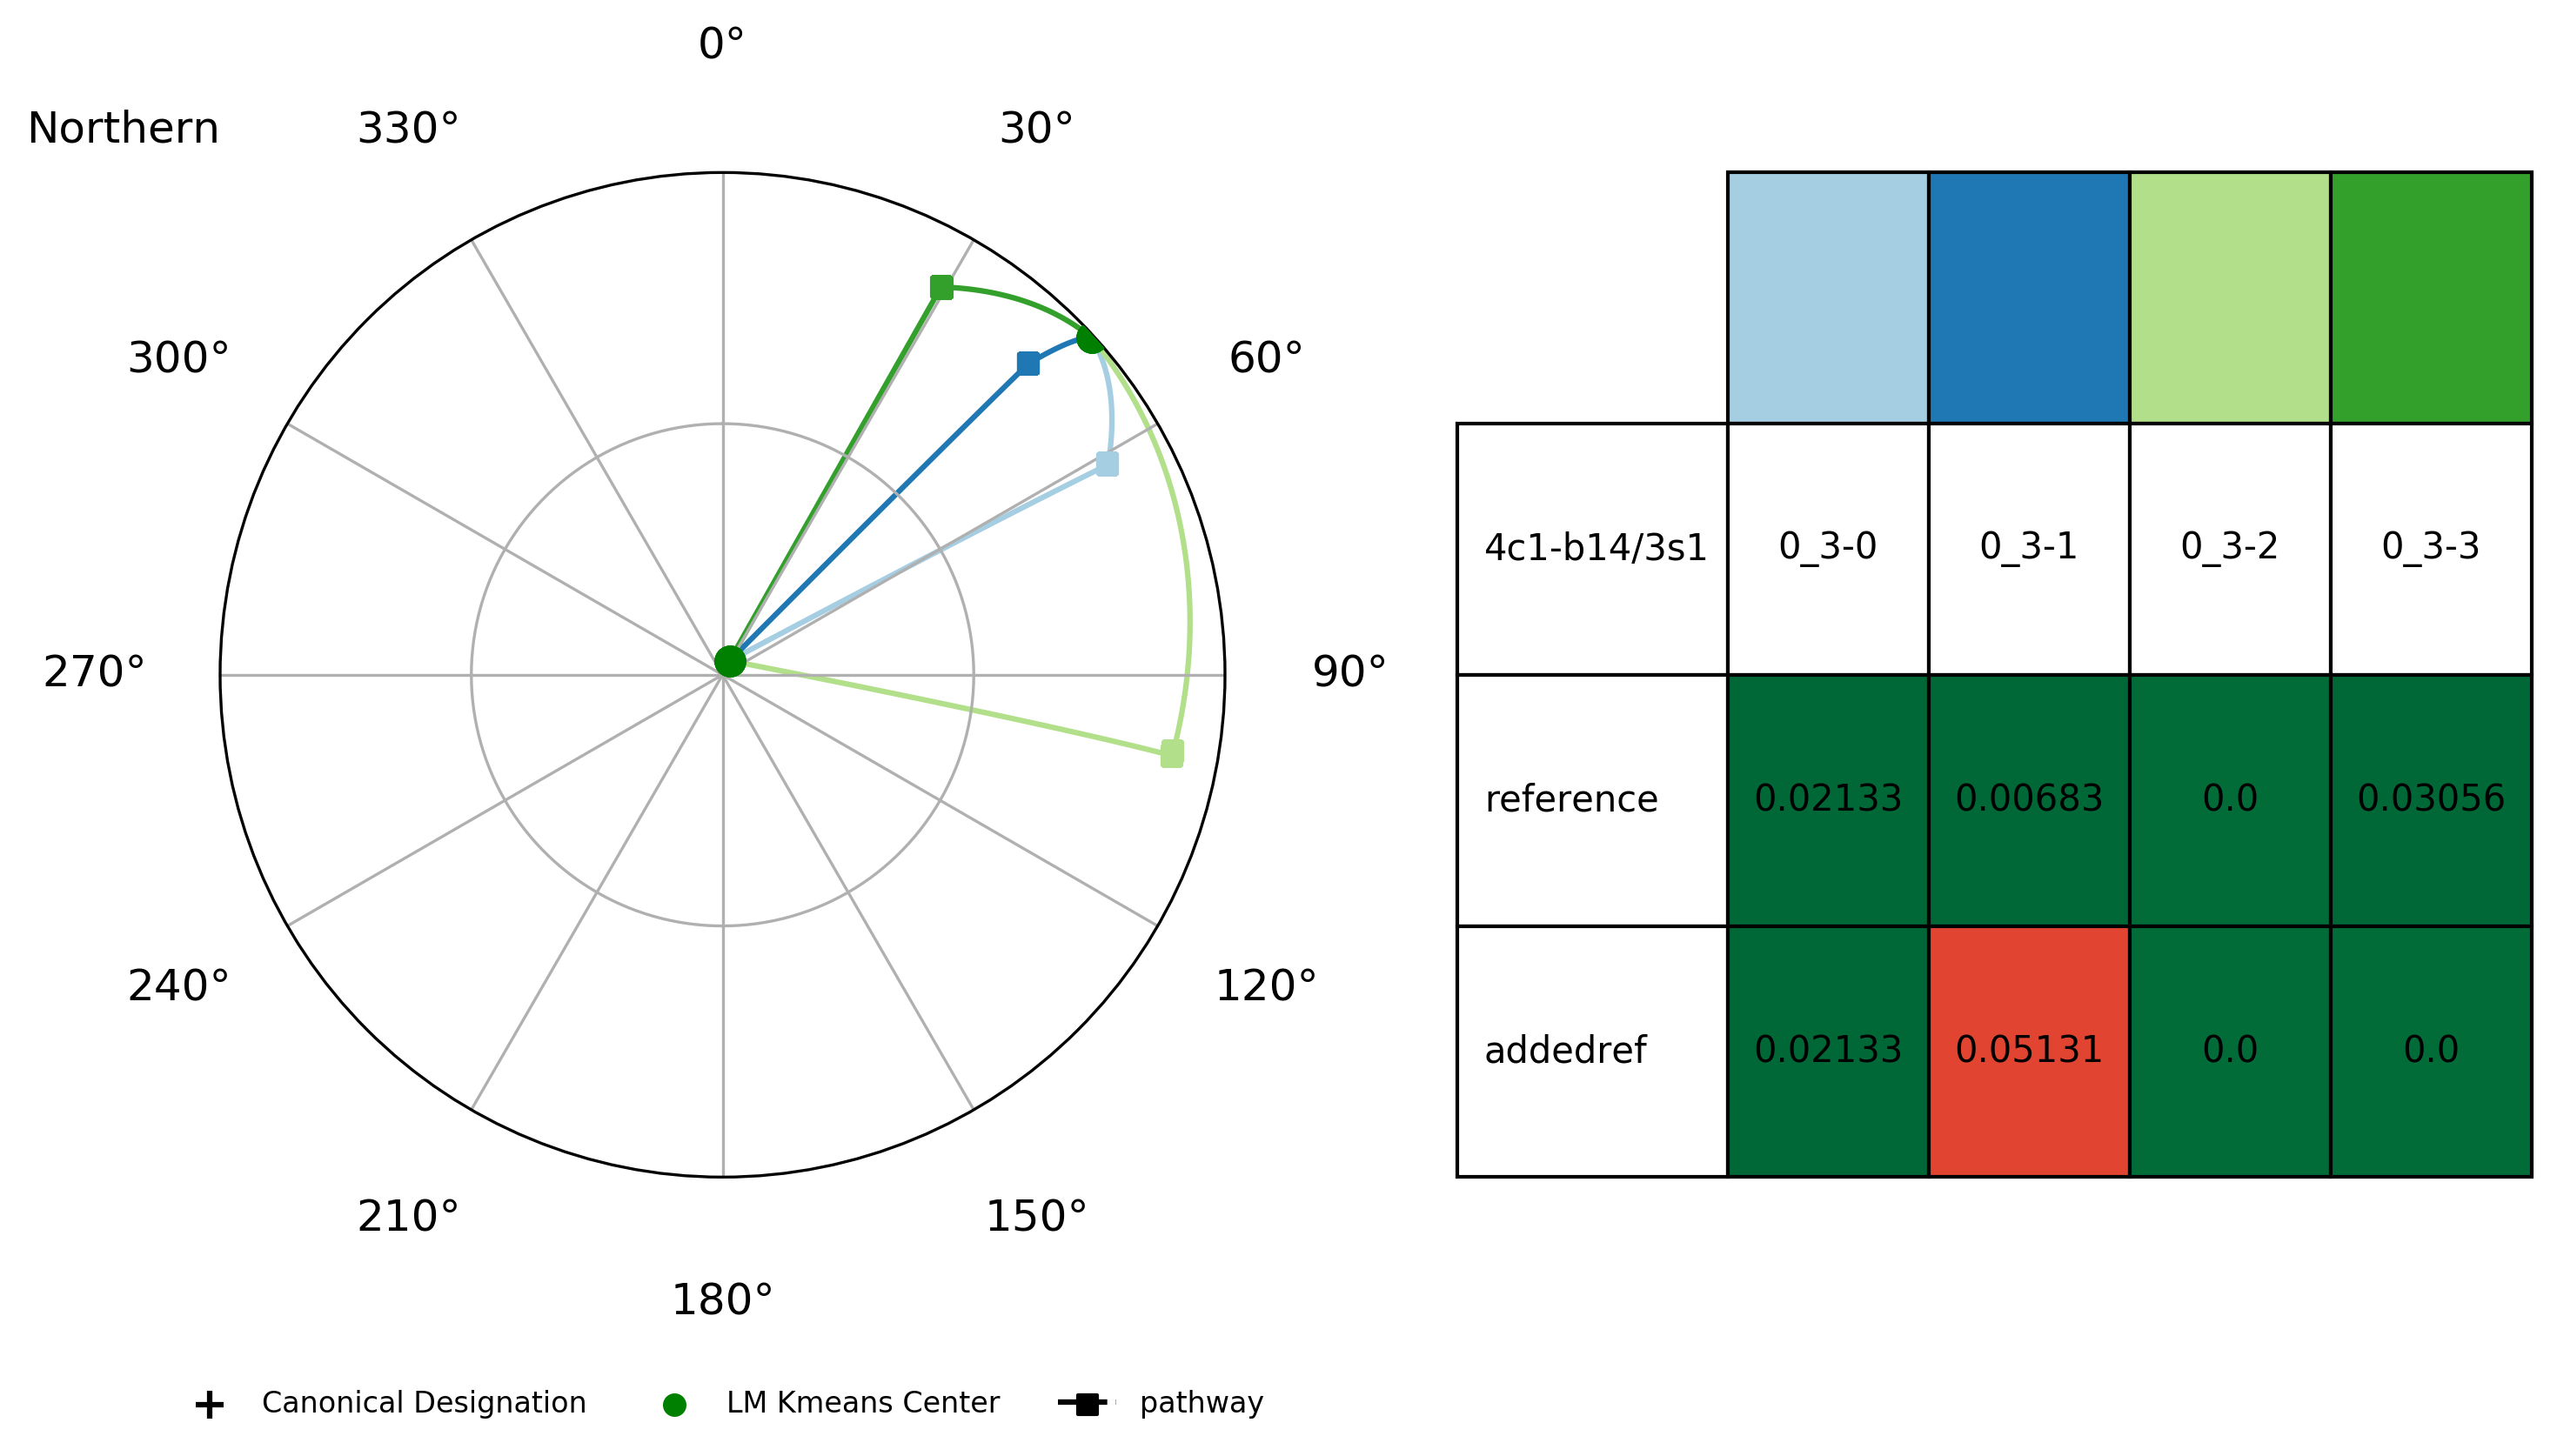 0°
Northern
330°
30°
300°
60°
270°
90°
240°
120°
210°
150°
180°
4c1-b14/3s1 0_3-0 0_3-1 0_3-2 0_3-3
reference 0.02133 0.00683 0.0 0.03056
addedref 0.02133 0.05131 0.0 0.0
Canonical Designation LM Kmeans Center pathway